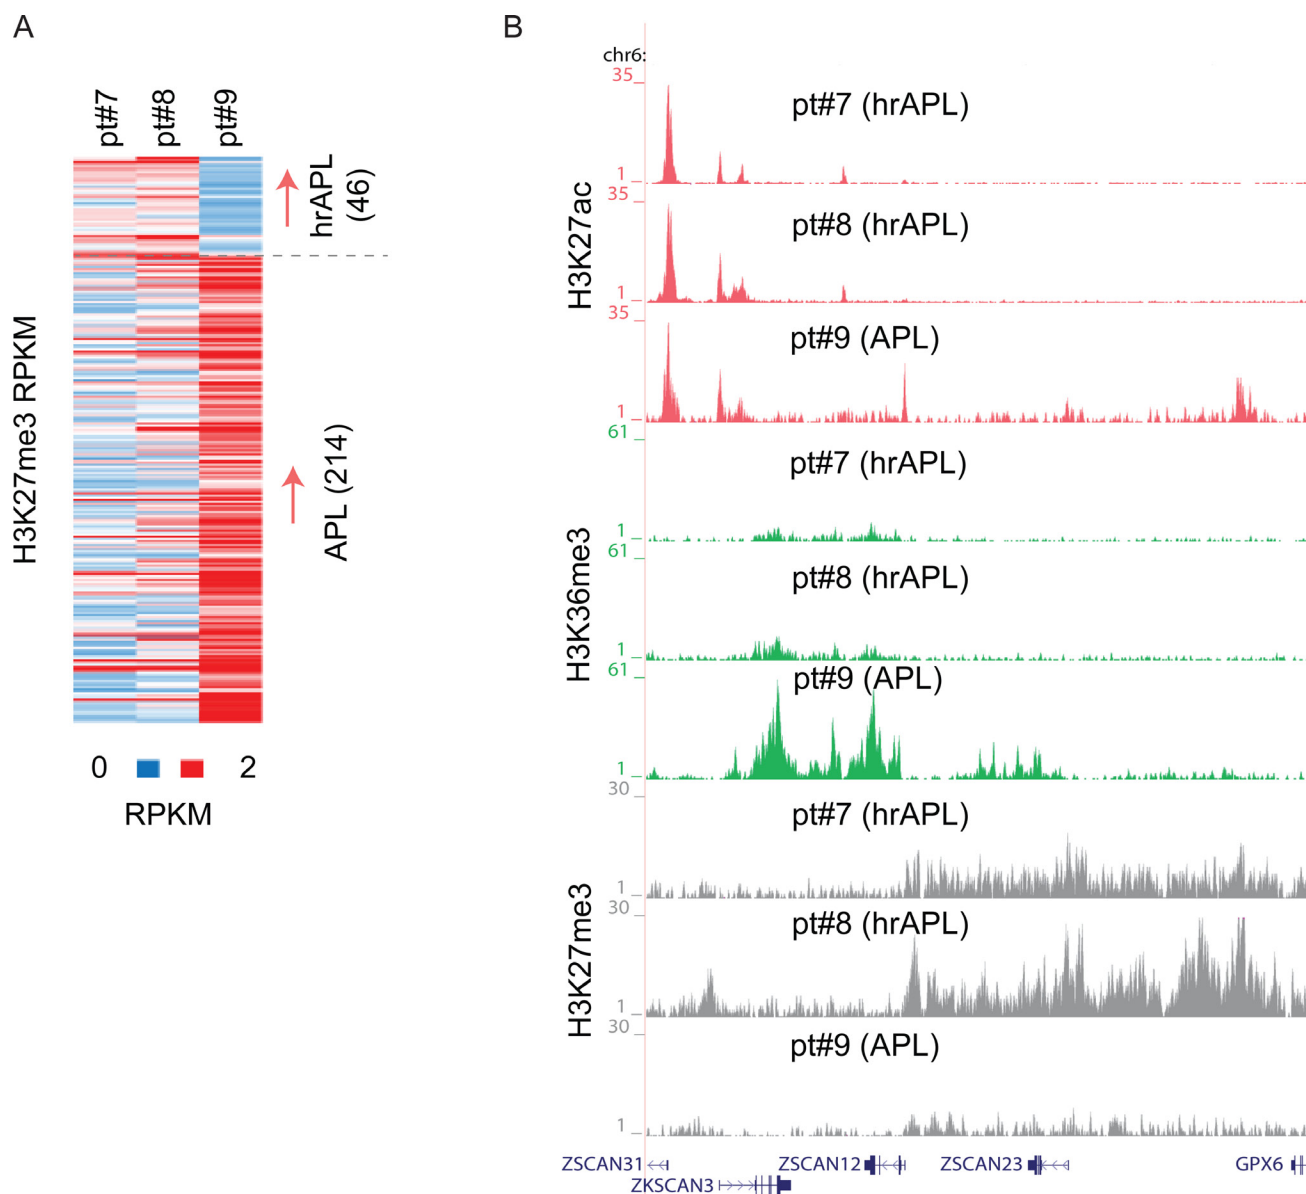 A
pt#7
pt#8
pt#9
H3K27me3 RPKM
hrAPL
(46)
APL (214)
0
2
RPKM
B
chr6:
H3K27ac
35
pt#7 (hrAPL)
1
35
pt#8 (hrAPL)
1
35
pt#9 (APL)
1
H3K36me3
61
pt#7 (hrAPL)
1
61
pt#8 (hrAPL)
1
61
pt#9 (APL)
1
H3K27me3
30
pt#7 (hrAPL)
1
30
pt#8 (hrAPL)
1
30
pt#9 (APL)
1
ZSCAN31
ZSCAN12
ZSCAN23
GPX6
ZKSCAN3